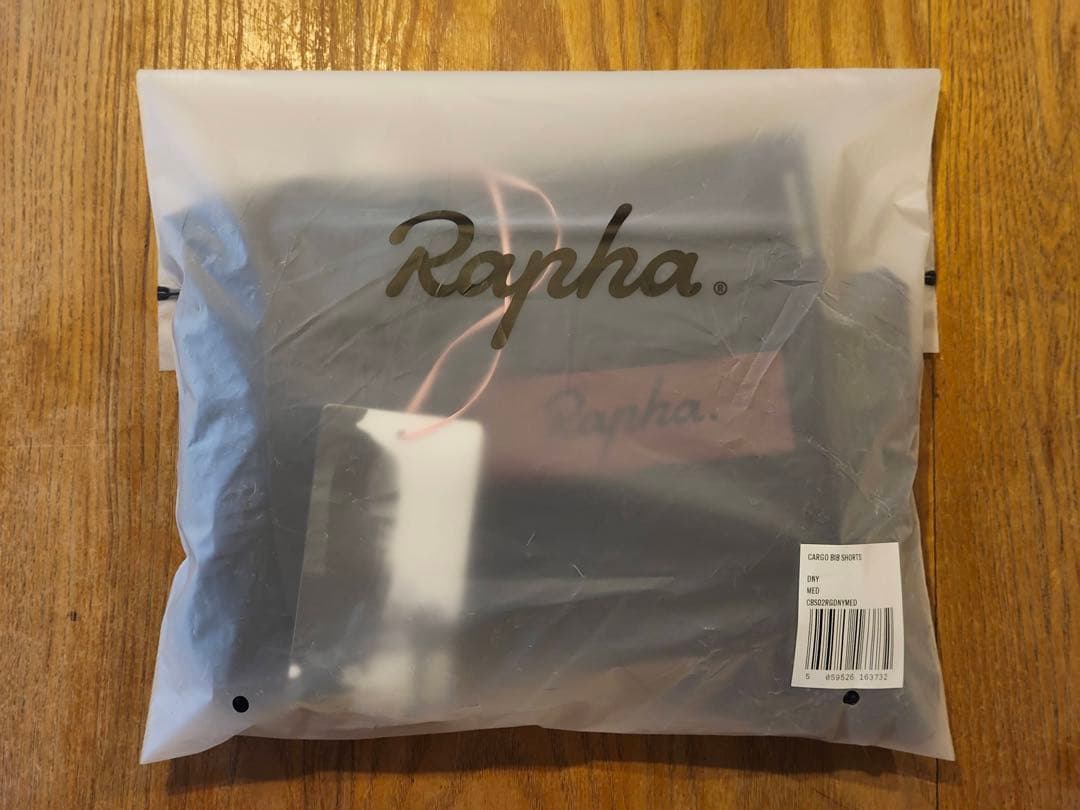 Rapha.®
Rapha.
CARGO BIB SHORTS
DNY
MED
CBS02RGDNYMED
5 059526 163732